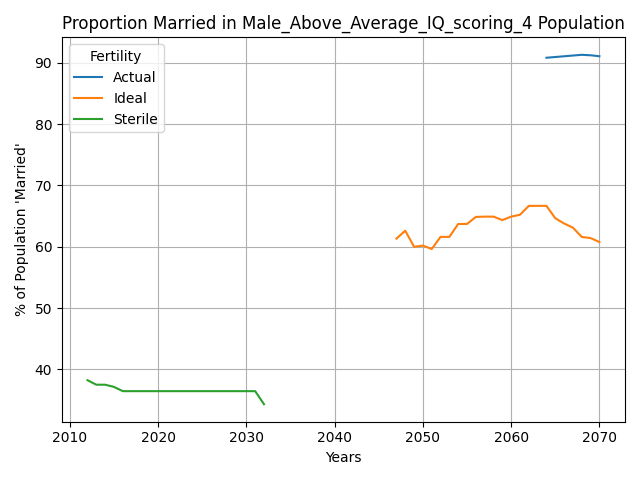 Proportion Married in Male_Above_Average_IQ_scoring_4 Population
Fertility
Actual
Ideal
Sterile
% of Population 'Married'
90
80
70
60
50
40
2010 2020 2030 2040 2050 2060 2070
Years